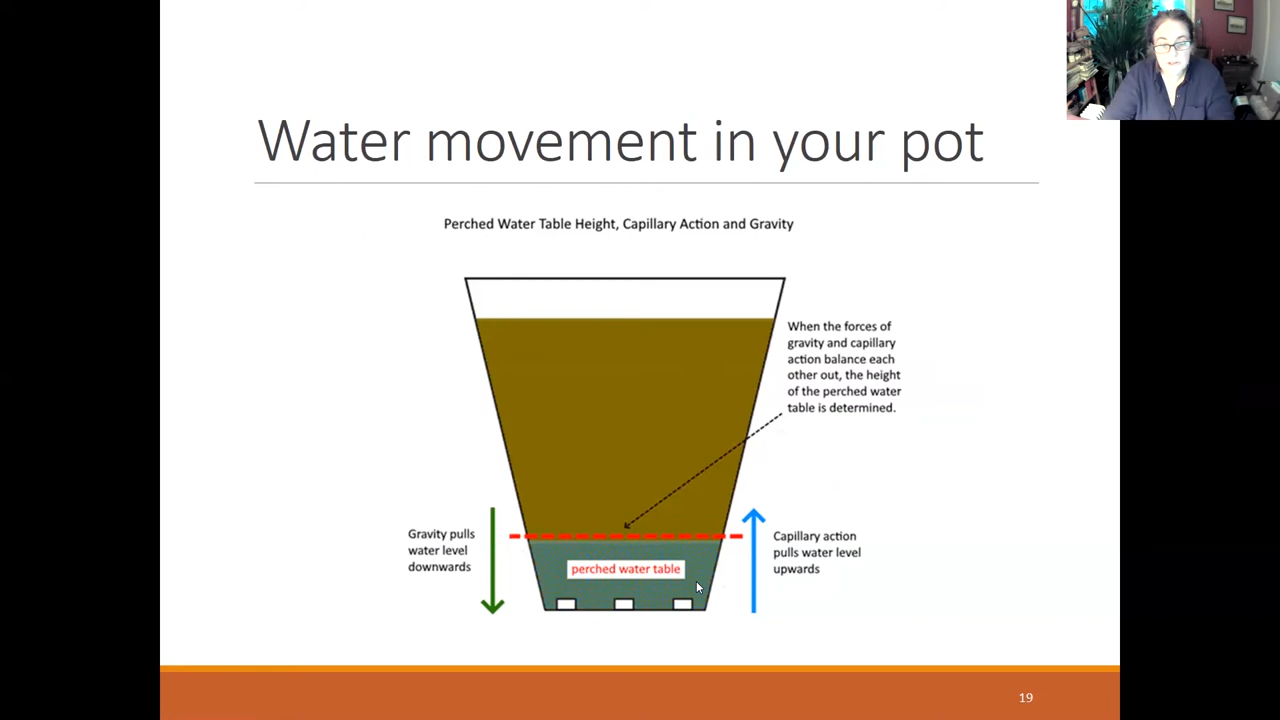 Water movement in your pot
Perched Water Table Height, Capillary Action and Gravity
When the forces of
gravity and capillary
action balance each
other out, the height
of the perched water
table is determined.
Gravity pulls
water level
downwards
perched water table
Capillary action
pulls water level
upwards
19